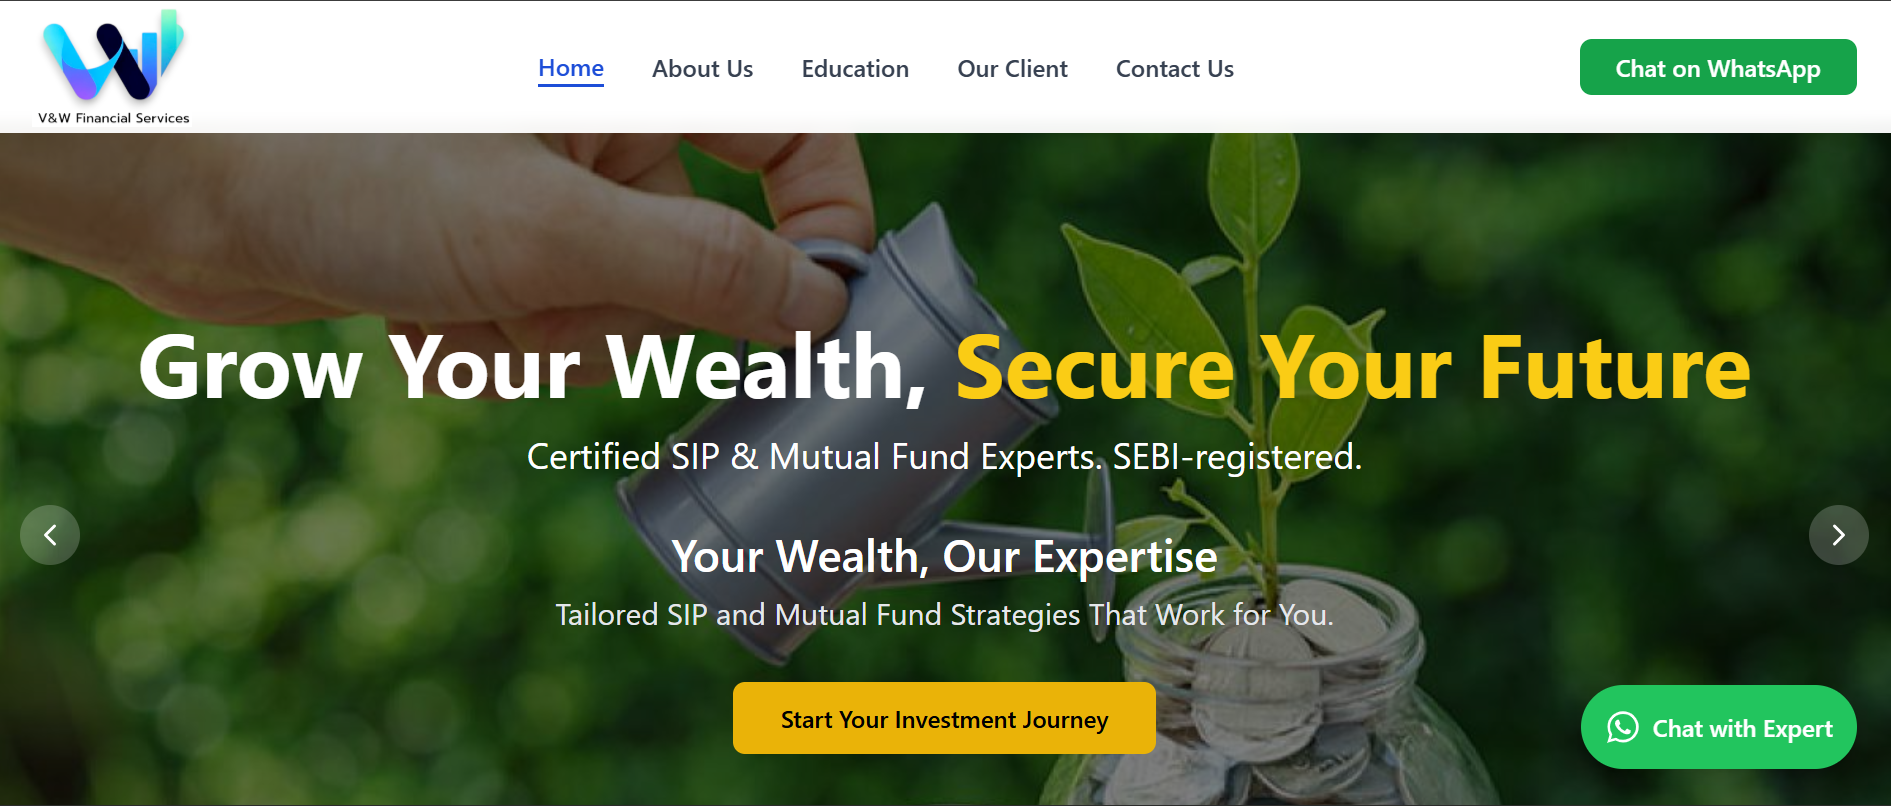 V&W Financial Services
Home
About Us
Education
Our Client
Contact Us
Chat on WhatsApp
Grow Your Wealth, Secure Your Future
Certified SIP & Mutual Fund Experts. SEBI-registered.
Your Wealth, Our Expertise
Tailored SIP and Mutual Fund Strategies That Work for You.
Start Your Investment Journey
Chat with Expert